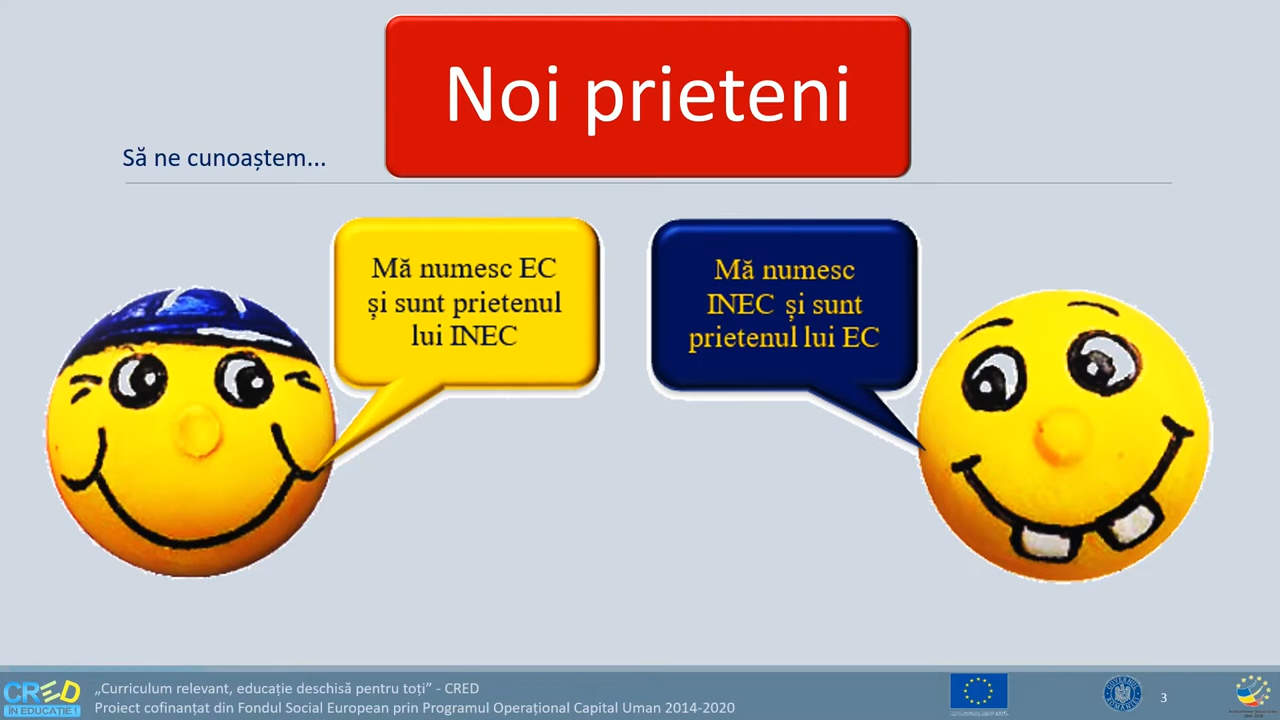 Noi prieteni
Să ne cunoaștem...
Mă numesc EC
și sunt prietenul
lui INEC
Mă numesc
INEC și sunt
prietenul lui EC
CRED
ÎN EDUCAȚIE !
„Curriculum relevant, educație deschisă pentru toți” - CRED
Proiect cofinanțat din Fondul Social European prin Programul Operațional Capital Uman 2014-2020
3